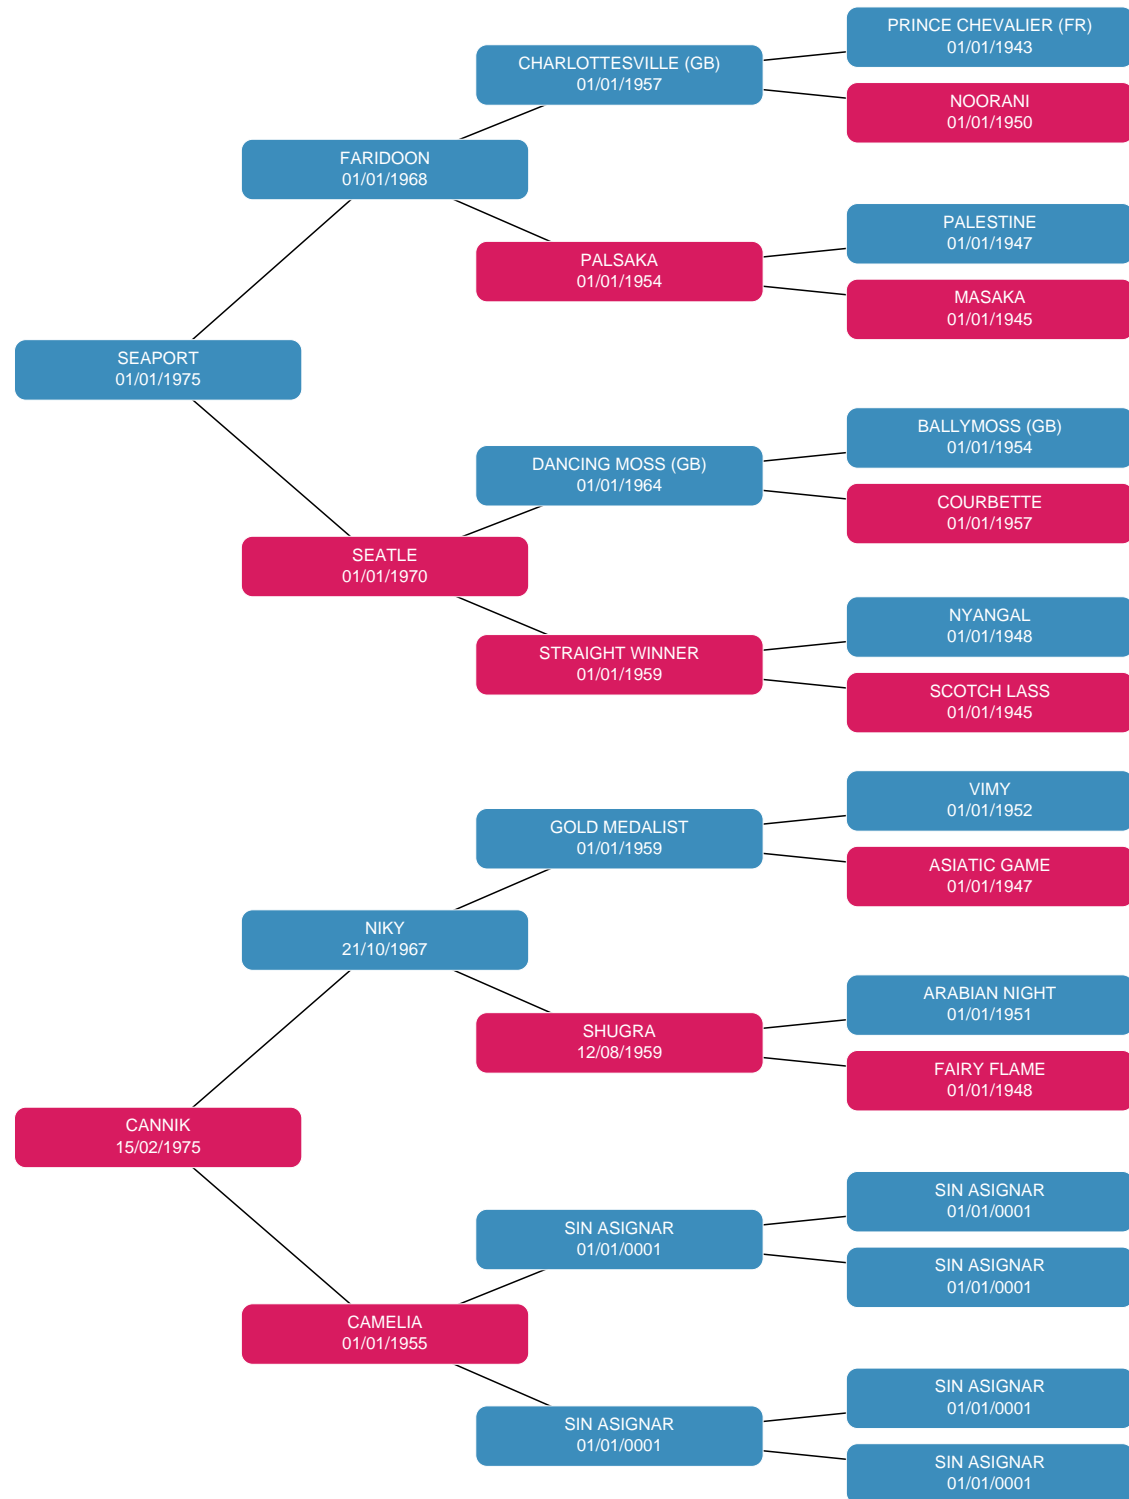 PRINCE CHEVALIER (FR)
01/01/1943
CHARLOTTESVILLE (GB)
01/01/1957
NOORANI
01/01/1950
FARIDOON
01/01/1968
PALESTINE
01/01/1947
PALSAKA
01/01/1954
MASAKA
01/01/1945
SEAPORT
01/01/1975
BALLYMOSS (GB)
01/01/1954
DANCING MOSS (GB)
01/01/1964
COURBETTE
01/01/1957
SEATLE
01/01/1970
NYANGAL
01/01/1948
STRAIGHT WINNER
01/01/1959
SCOTCH LASS
01/01/1945
VIMY
01/01/1952
GOLD MEDALIST
01/01/1959
ASIATIC GAME
01/01/1947
NIKY
21/10/1967
ARABIAN NIGHT
01/01/1951
SHUGRA
12/08/1959
FAIRY FLAME
01/01/1948
CANNIK
15/02/1975
SIN ASIGNAR
01/01/0001
SIN ASIGNAR
01/01/0001
SIN ASIGNAR
01/01/0001
CAMELIA
01/01/1955
SIN ASIGNAR
01/01/0001
SIN ASIGNAR
01/01/0001
SIN ASIGNAR
01/01/0001